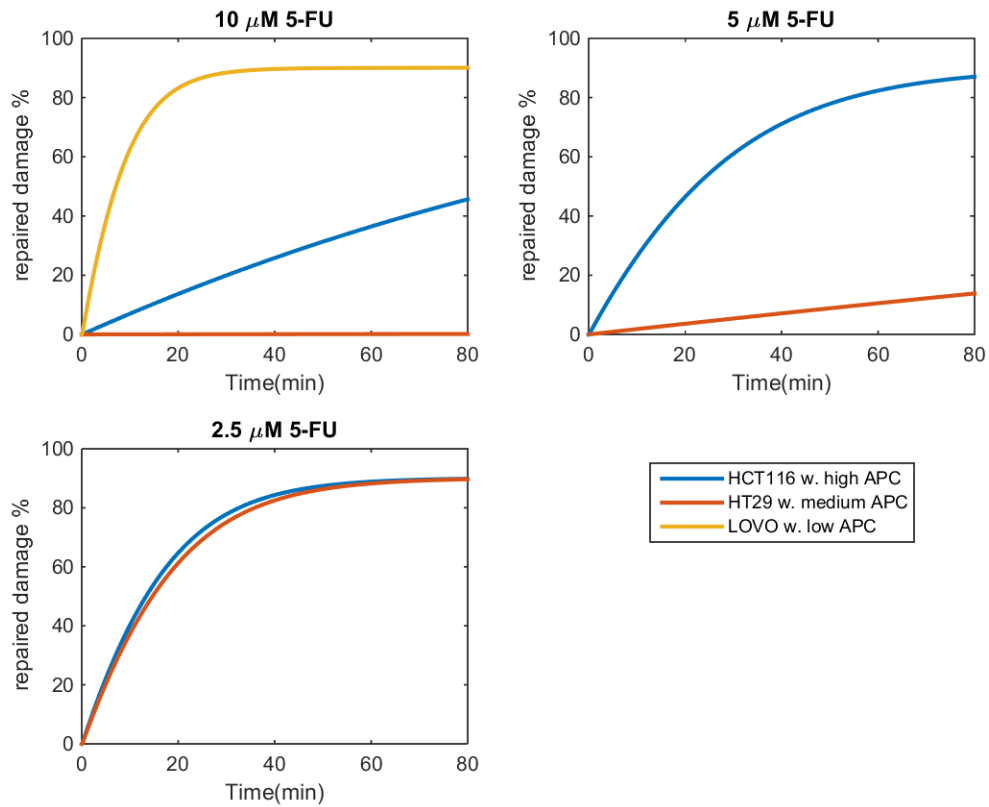 10 μM 5-FU
100
80
60
40
20
0
repaired damage %
0 20 40 60 80
Time(min)
5 μM 5-FU
100
80
60
40
20
0
repaired damage %
0 20 40 60 80
Time(min)
2.5 μM 5-FU
100
80
60
40
20
0
repaired damage %
0 20 40 60 80
Time(min)
HCT116 w. high APC
HT29 w. medium APC
LOVO w. low APC